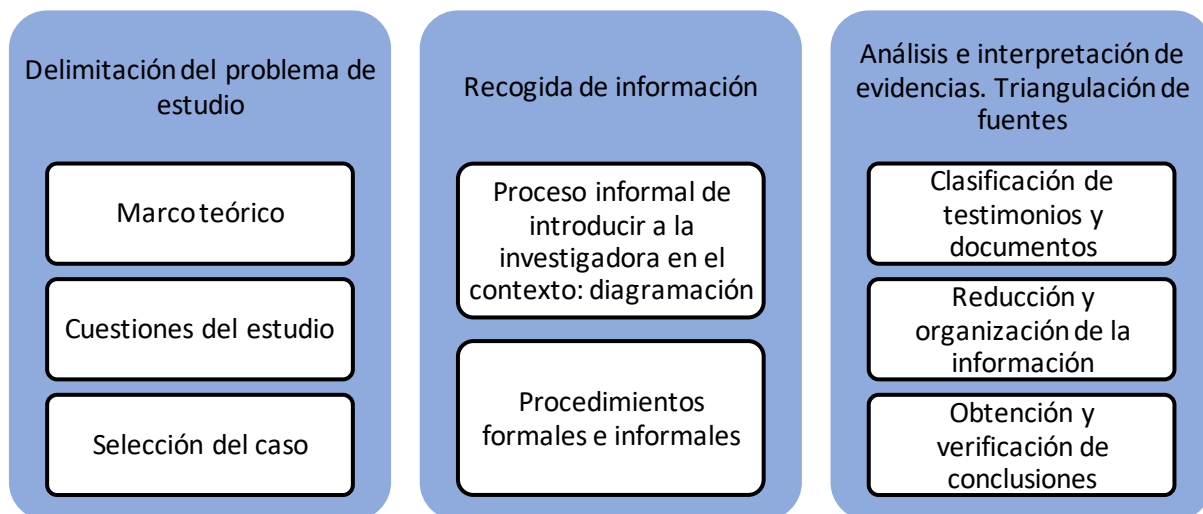 Delimitación del problema de
estudio
Marco teórico
Cuestiones del estudio
Selección del caso
Recogida de información
Proceso informal de
introducir a la
investigadora en el
contexto: diagramación
Procedimientos
formales e informales
Análisis e interpretación de
evidencias. Triangulación de
fuentes
Clasificación de
testimonios y
documentos
Reducción y
organización de la
información
Obtención y
verificación de
conclusiones